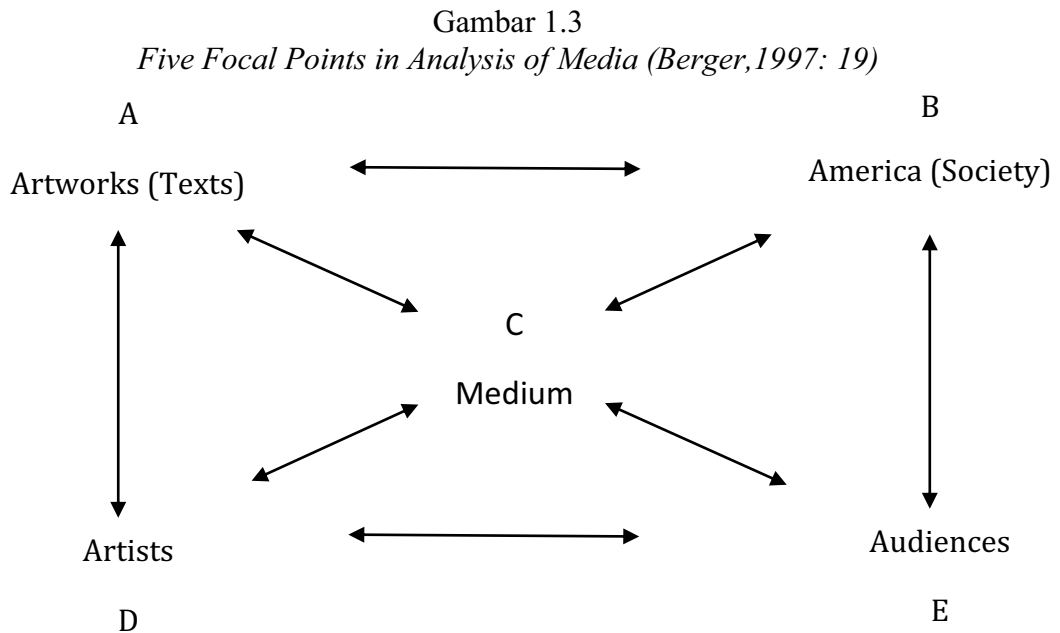 Gambar 1.3
Five Focal Points in Analysis of Media (Berger,1997: 19)
A
B
Artworks (Texts)
America (Society)
C
Medium
Artists
Audiences
D
E